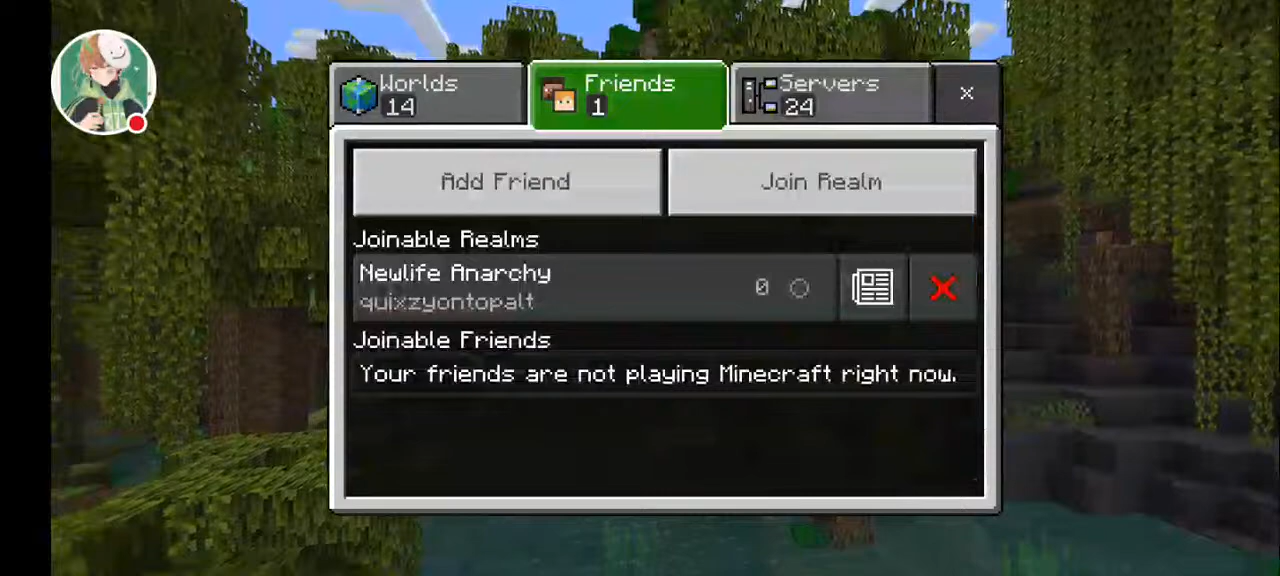 Worlds
14
Friends
1
Servers
24
Add Friend
Join Realm
Joinable Realms
Newlife Anarchy
0
quixzyontopalt
Joinable Friends
Your friends are not playing Minecraft right now.